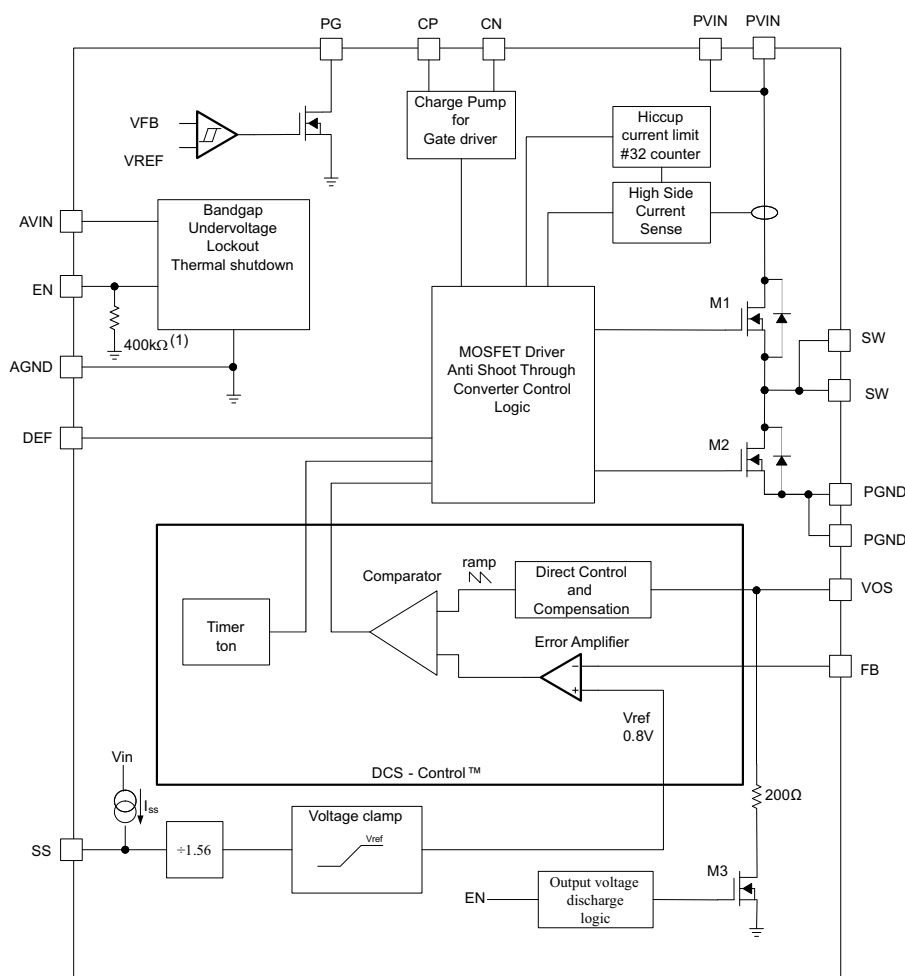 PG
CP
CN
PVIN
PVIN
VFB
VREF
Charge Pump
for
Gate driver
Hiccup
current limit
#32 counter
High Side
Current
Sense
AVIN
Bandgap
Undervoltage
Lockout
Thermal shutdown
EN
400kΩ(1)
AGND
DEF
MOSFET Driver
Anti Shoot Through
Converter Control
Logic
M1
SW
SW
M2
PGND
PGND
VOS
FB
Comparator
ramp
Direct Control
and
Compensation
Timer
ton
Error Amplifier
−
+
Vref
0.8V
DCS - Control™
Vin
Iss
SS
÷1.56
Voltage clamp
Vref
200Ω
M3
EN
Output voltage
discharge
logic